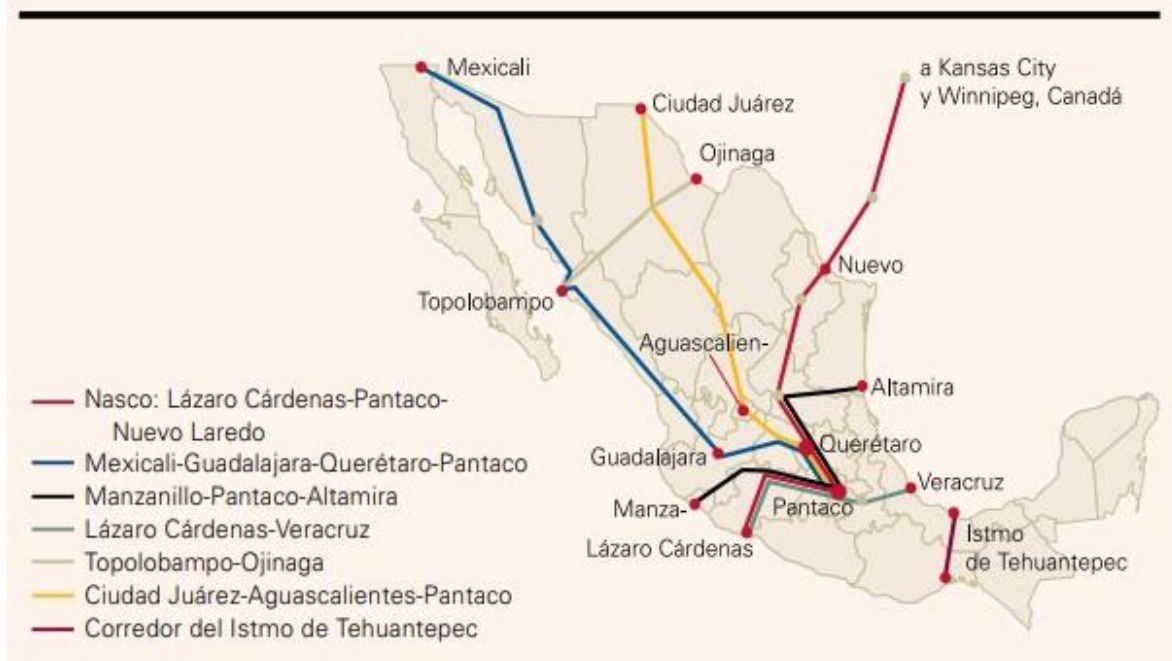 Mexicali
a Kansas City
y Winnipeg, Canadá
Ciudad Juárez
Ojinaga
Nuevo
Topolobampo
Aguascalien-
Altamira
Querétaro
Guadalajara
Veracruz
Manza-
Pantaco
Lázaro Cárdenas
Istmo
de Tehuantepec
Nasco: Lázaro Cárdenas-Pantaco-
Nuevo Laredo
Mexicali-Guadalajara-Querétaro-Pantaco
Manzanillo-Pantaco-Altamira
Lázaro Cárdenas-Veracruz
Topolobampo-Ojinaga
Ciudad Juárez-Aguascalientes-Pantaco
Corredor del Istmo de Tehuantepec